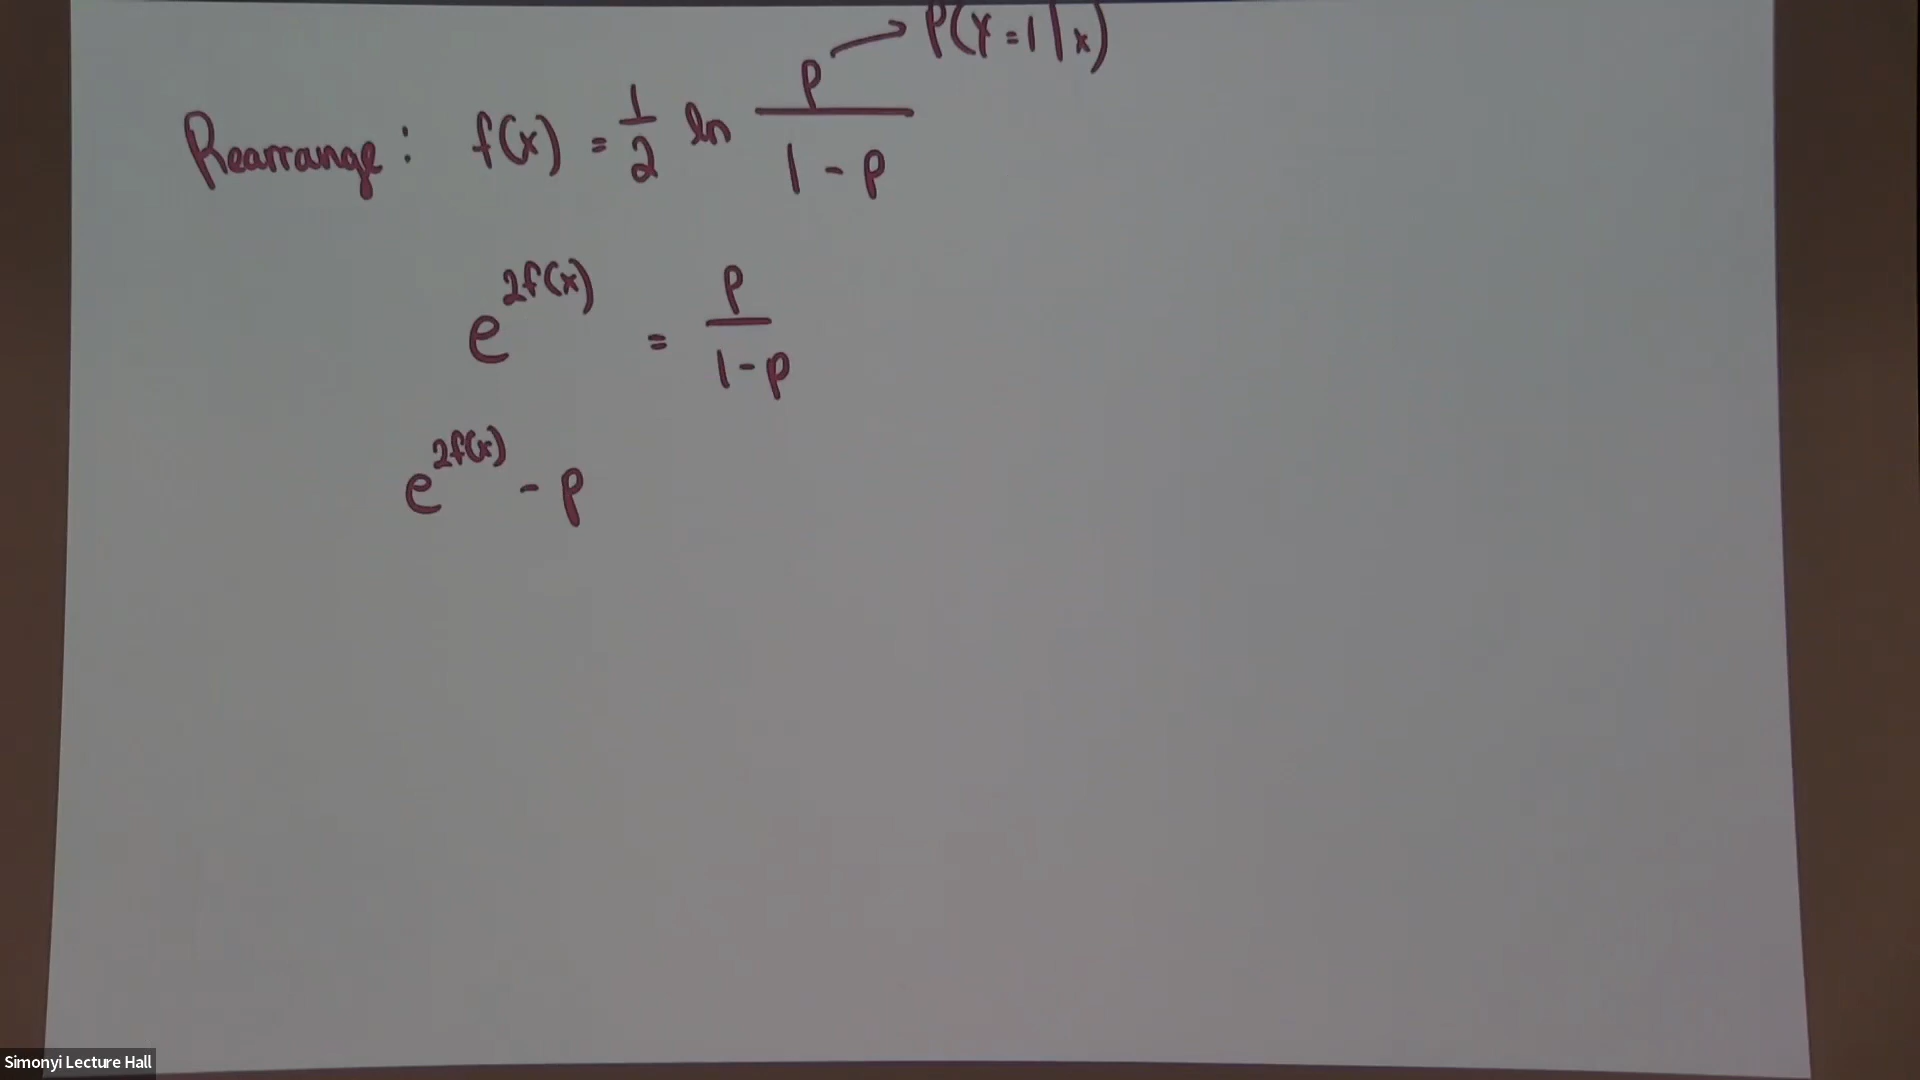 P(Y=1|x)
Rearrange: f(x) = 1/2 ln p/(1-p)
e^{2f(x)} = p/(1-p)
e^{2f(x)} - p
Simonyi Lecture Hall